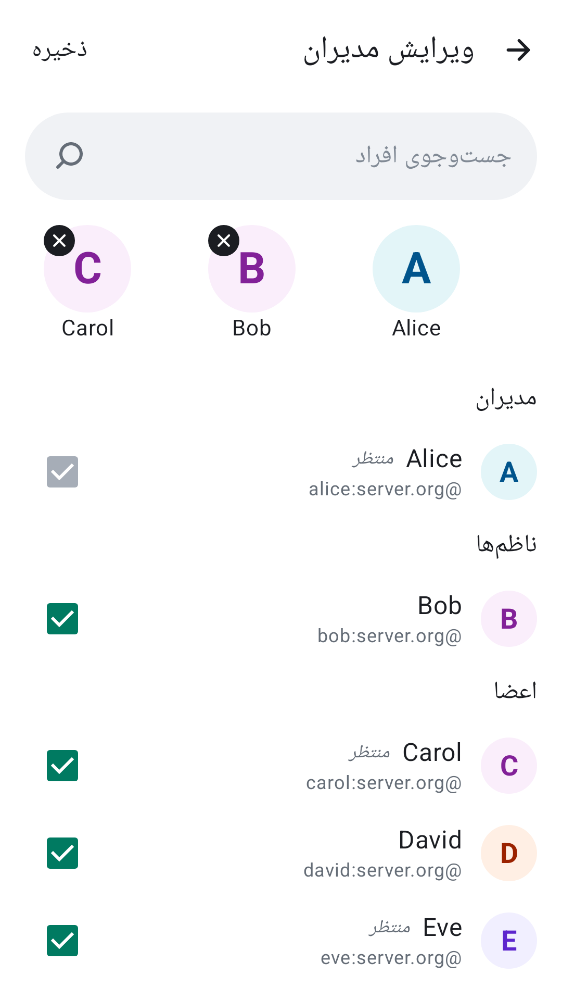 ویرایش مدیران
ذخیره
جست‌وجوی افراد
A
B
C
Alice
Bob
Carol
مدیران
A
Alice منتظر
@alice:server.org
ناظم‌ها
B
Bob
@bob:server.org
اعضا
C
Carol منتظر
@carol:server.org
D
David
@david:server.org
E
Eve منتظر
@eve:server.org